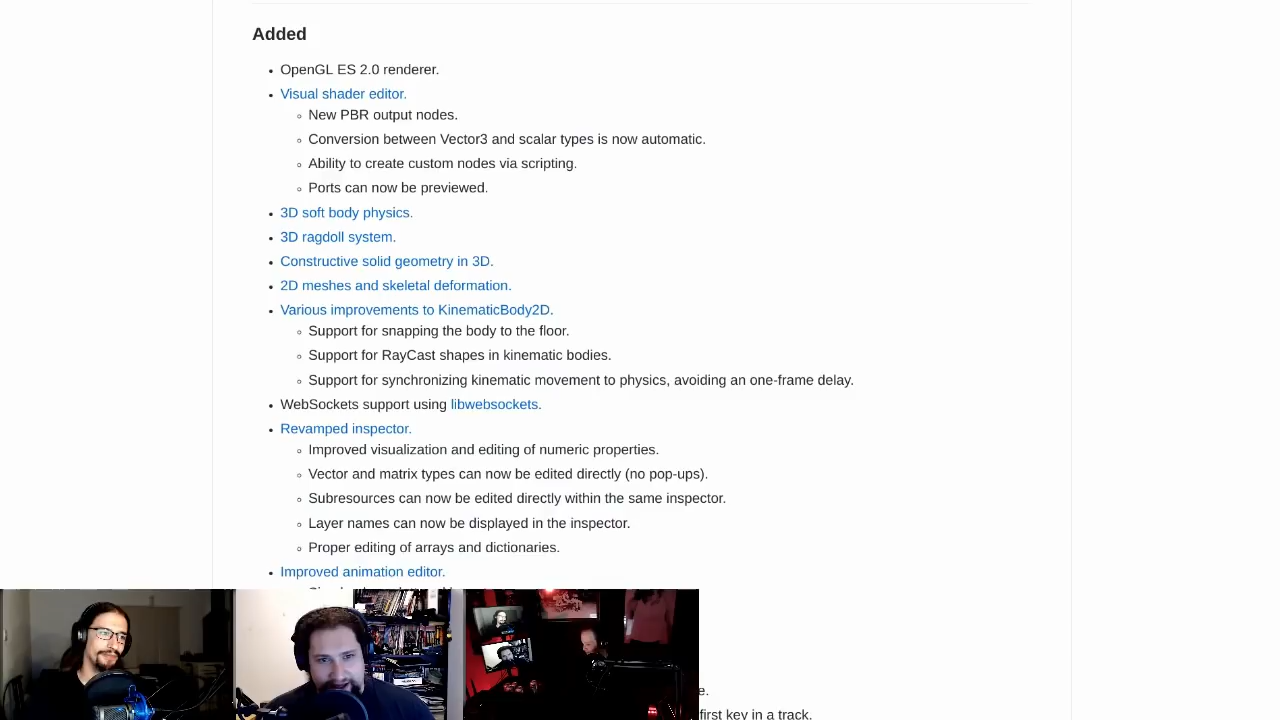 Added
OpenGL ES 2.0 renderer.
Visual shader editor.
New PBR output nodes.
Conversion between Vector3 and scalar types is now automatic.
Ability to create custom nodes via scripting.
Ports can now be previewed.
3D soft body physics.
3D ragdoll system.
Constructive solid geometry in 3D.
2D meshes and skeletal deformation.
Various improvements to KinematicBody2D.
Support for snapping the body to the floor.
Support for RayCast shapes in kinematic bodies.
Support for synchronizing kinematic movement to physics, avoiding an one-frame delay.
WebSockets support using libwebsockets.
Revamped inspector.
Improved visualization and editing of numeric properties.
Vector and matrix types can now be edited directly (no pop-ups).
Subresources can now be edited directly within the same inspector.
Layer names can now be displayed in the inspector.
Proper editing of arrays and dictionaries.
Improved animation editor.
e.
first key in a track.